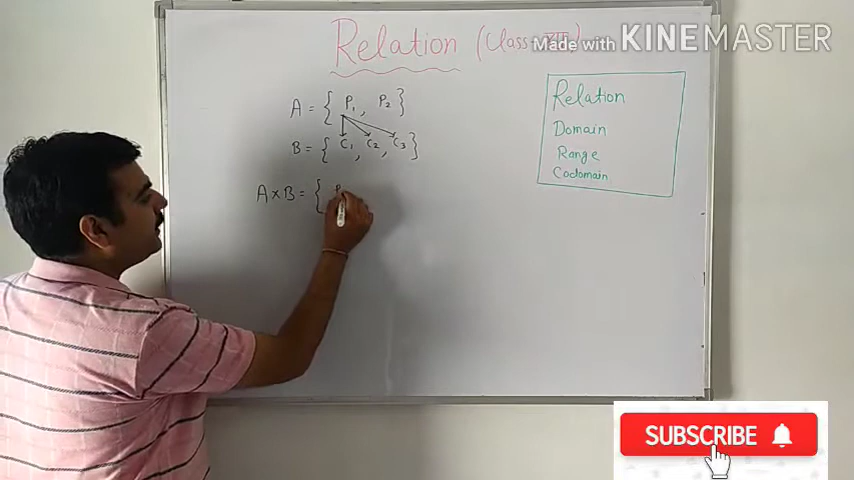 Relation (Class-XII)
Made with KINEMASTER
A = { P₁, P₂ }
B = { C₁, C₂, C₃ }
A×B = { P
Relation
Domain
Range
Codomain
SUBSCRIBE